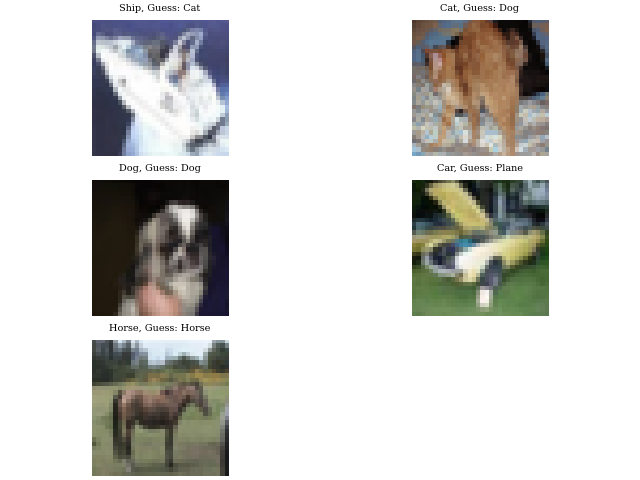 Ship, Guess: Cat
Cat, Guess: Dog
Dog, Guess: Dog
Car, Guess: Plane
Horse, Guess: Horse